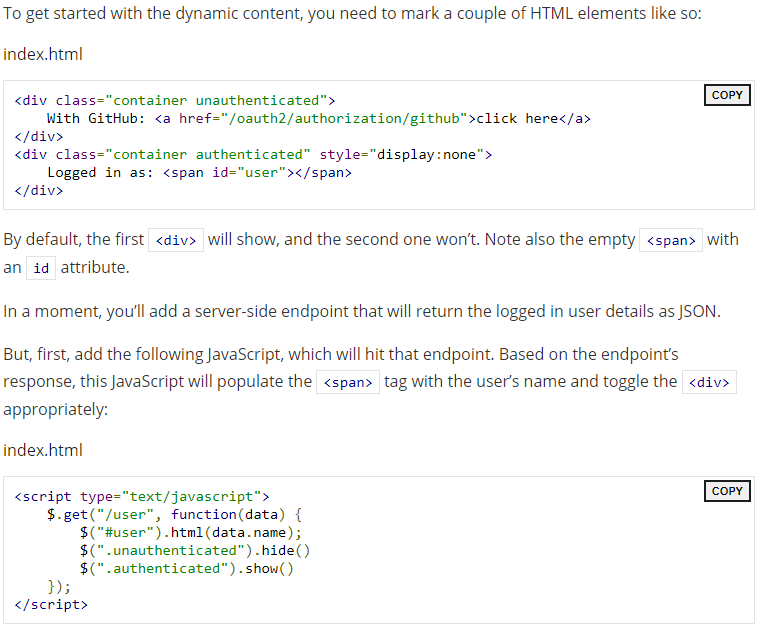 To get started with the dynamic content, you need to mark a couple of HTML elements like so:
index.html
COPY
<div class="container unauthenticated">
    With GitHub: <a href="/oauth2/authorization/github">click here</a>
</div>
<div class="container authenticated" style="display:none">
    Logged in as: <span id="user"></span>
</div>
By default, the first <div> will show, and the second one won’t. Note also the empty <span> with
an id attribute.
In a moment, you’ll add a server-side endpoint that will return the logged in user details as JSON.
But, first, add the following JavaScript, which will hit that endpoint. Based on the endpoint’s
response, this JavaScript will populate the <span> tag with the user’s name and toggle the <div>
appropriately:
index.html
COPY
<script type="text/javascript">
    $.get("/user", function(data) {
        $("#user").html(data.name);
        $(".unauthenticated").hide()
        $(".authenticated").show()
    });
</script>